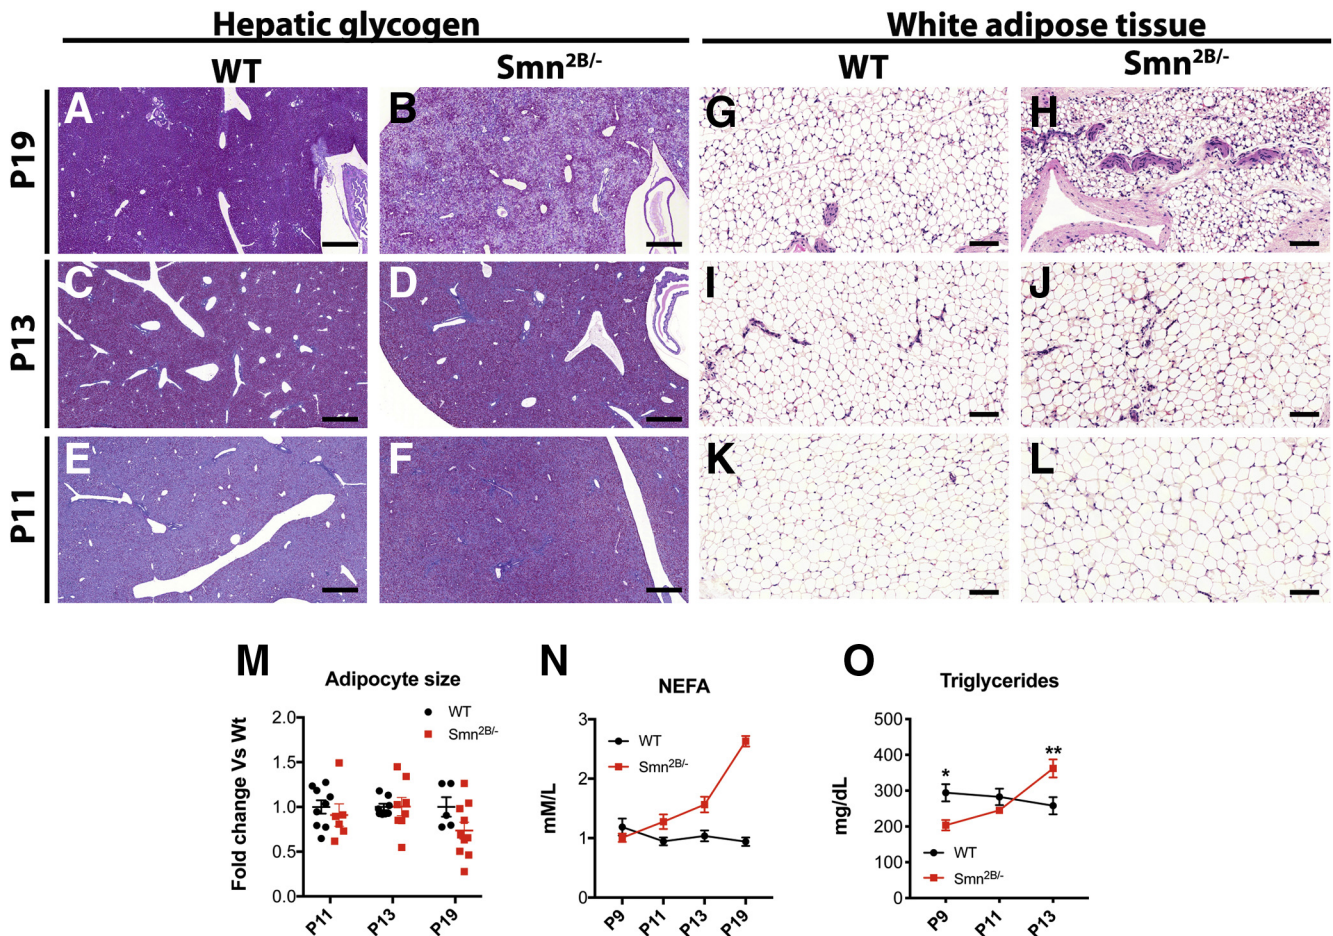 Hepatic glycogen
White adipose tissue
WT
Smn2B/-
WT
Smn2B/-
P19
A
B
G
H
P13
C
D
I
J
P11
E
F
K
L
M
Adipocyte size
WT
Smn2B/-
Fold change Vs Wt
2.0
1.5
1.0
0.5
0.0
P11
P13
P19
N
NEFA
WT
Smn2B/-
mM/L
3
2
1
0
P9
P11
P13
P19
O
Triglycerides
mg/dL
500
400
300
200
100
0
*
**
WT
Smn2B/-
P9
P11
P13